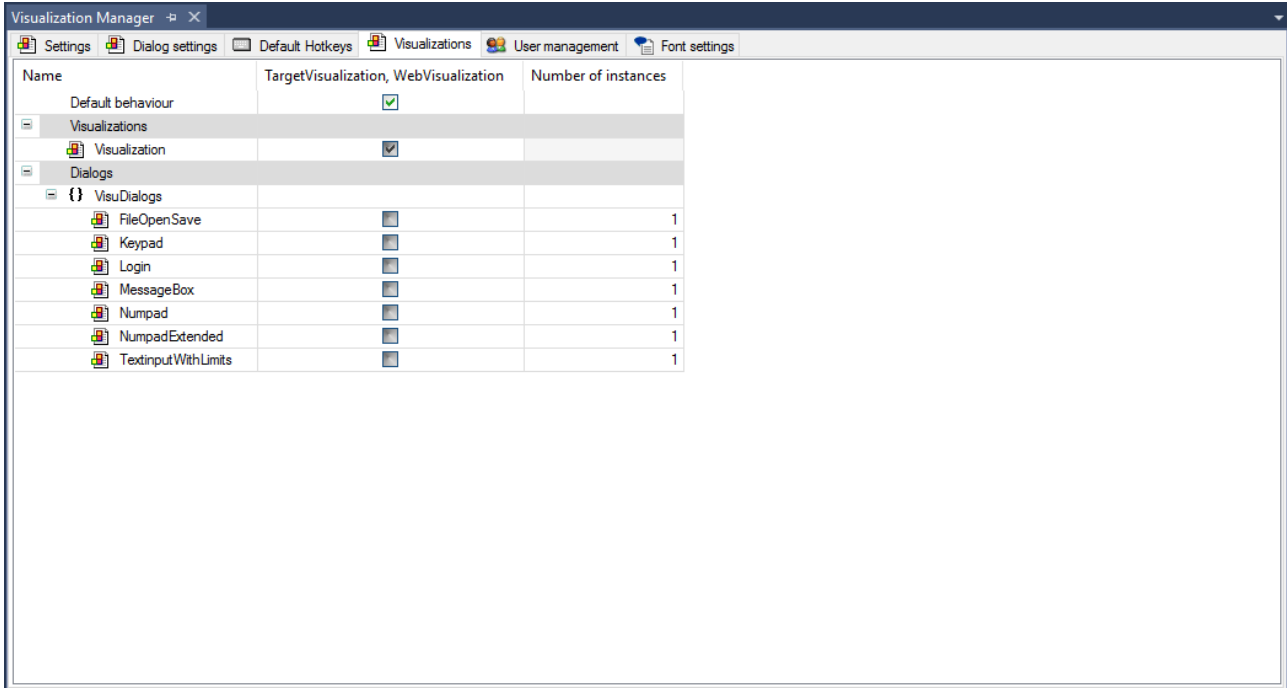 Visualization Manager
Settings Dialog settings Default Hotkeys Visualizations User management Font settings
Name TargetVisualization, WebVisualization Number of instances
Default behaviour
Visualizations
Visualization
Dialogs
{} VisuDialogs
FileOpenSave 1
Keypad 1
Login 1
MessageBox 1
Numpad 1
NumpadExtended 1
TextinputWithLimits 1